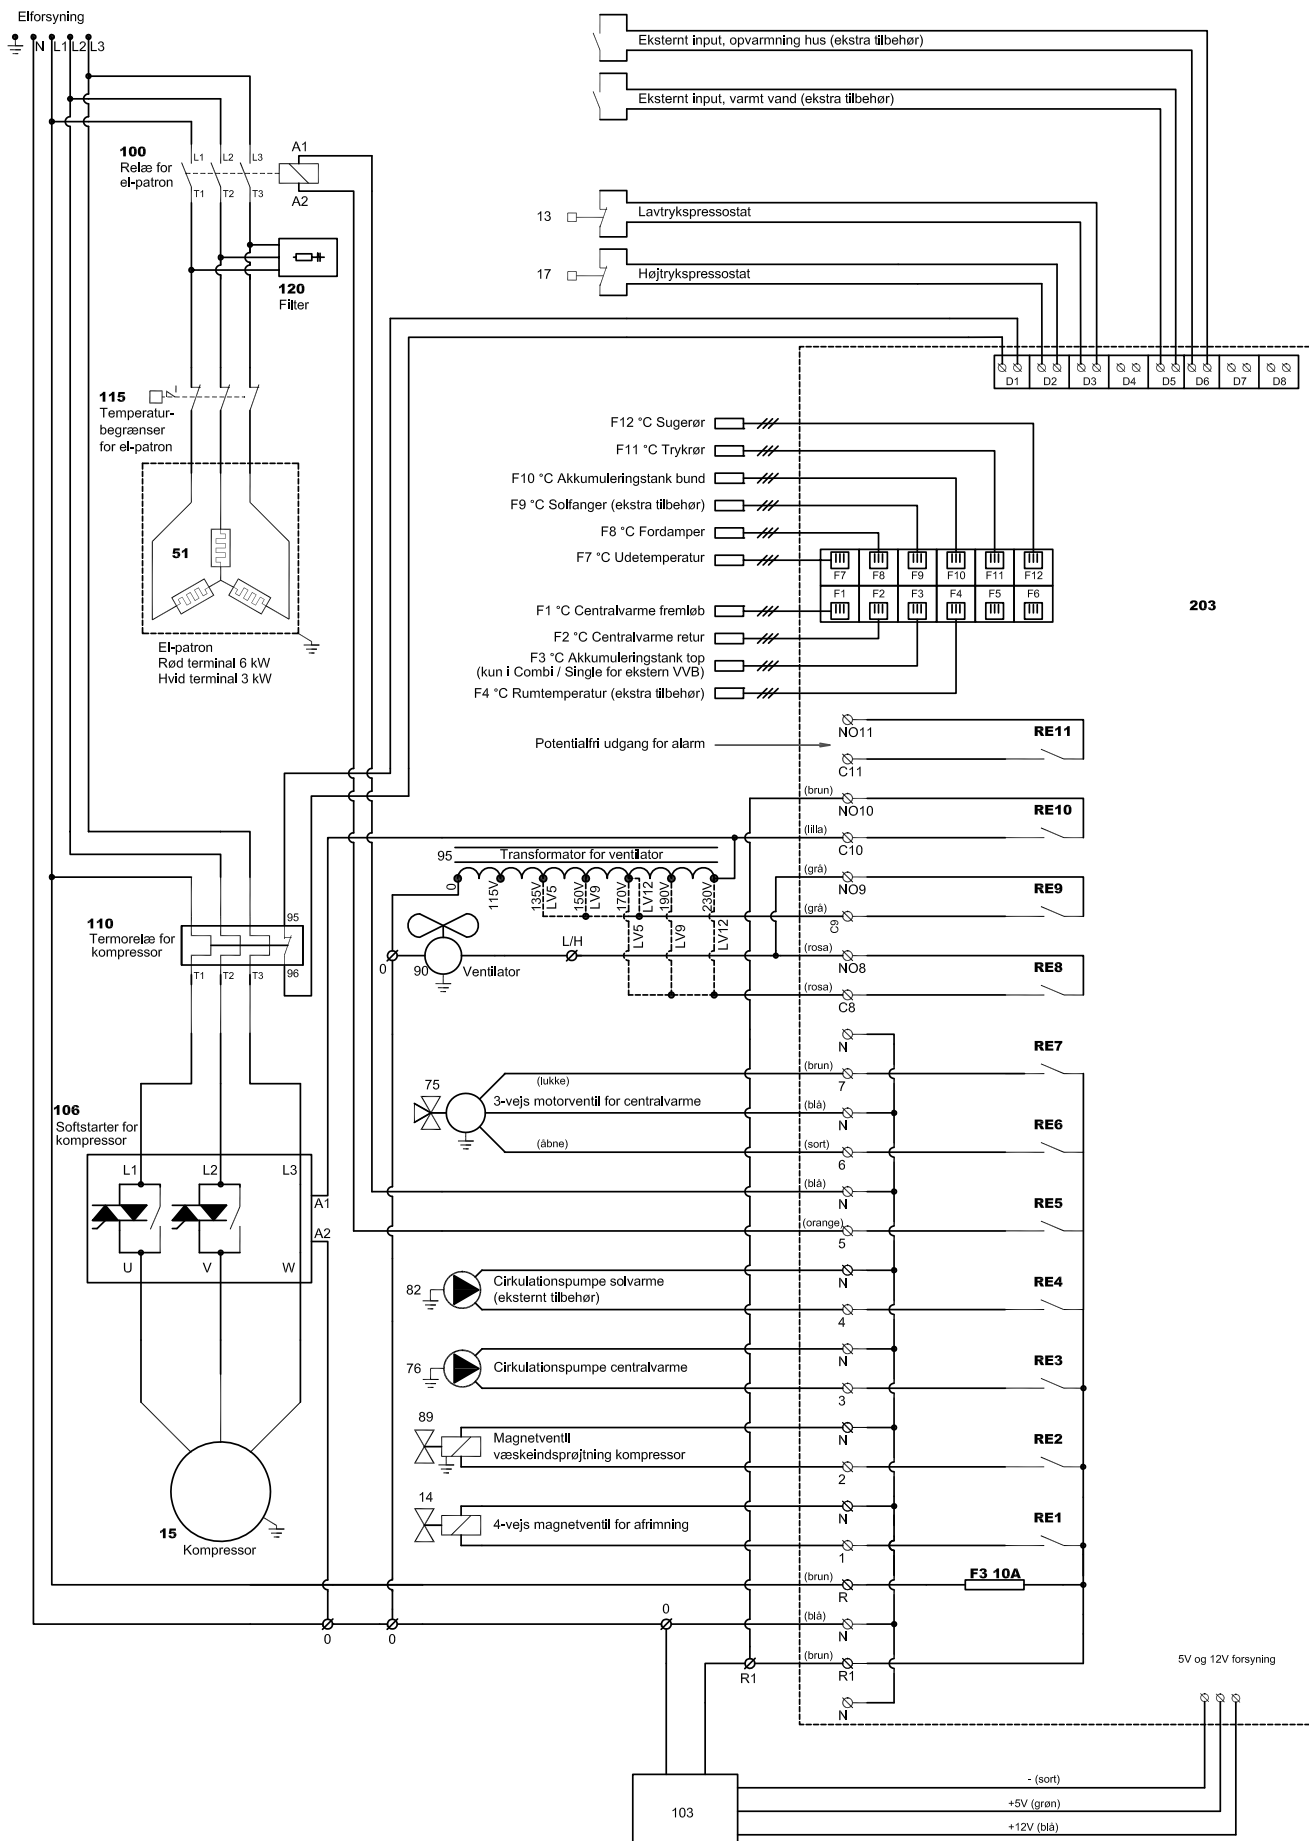 Elforsyning
N L1 L2 L3
Eksternt input, opvarmning hus (ekstra tilbehør)
Eksternt input, varmt vand (ekstra tilbehør)
100
Relæ for
el-patron
L1 L2 L3
T1 T2 T3
A1
A2
13
Lavtrykspressostat
17
Højtrykspressostat
120
Filter
D1 D2 D3 D4 D5 D6 D7 D8
115
Temperatur-
begrænser
for el-patron
F12 °C Sugerør
F11 °C Trykrør
F10 °C Akkumuleringstank bund
F9 °C Solfanger (ekstra tilbehør)
F8 °C Fordamper
F7 °C Udetemperatur
F7 F8 F9 F10 F11 F12
F1 F2 F3 F4 F5 F6
F1 °C Centralvarme fremløb
F2 °C Centralvarme retur
F3 °C Akkumuleringstank top
(kun i Combi / Single for ekstern VVB)
F4 °C Rumtemperatur (ekstra tilbehør)
203
51
El-patron
Rød terminal 6 kW
Hvid terminal 3 kW
Potentialfri udgang for alarm
NO11
RE11
C11
(brun)
NO10
RE10
(lilla)
C10
95
Transformator for ventilator
0
115V
135V
LV5
150V
LV9
170V
LV12
190V
230V
LV5
LV9
LV12
(grå)
NO9
RE9
(grå)
C9
110
Termorelæ for
kompressor
95
96
T1 T2 T3
0
90
Ventilator
L/H
(rosa)
NO8
RE8
(rosa)
C8
N
RE7
(brun)
7
75
(lukke)
3-vejs motorventil for centralvarme
(åbne)
(blå)
N
RE6
(sort)
6
106
Softstarter for
kompressor
L1 L2 L3
A1
A2
U V W
(blå)
N
RE5
(orange)
5
82
Cirkulationspumpe solvarme
(eksternt tilbehør)
N
RE4
4
76
Cirkulationspumpe centralvarme
N
RE3
3
89
Magnetventil
væskeindsprøjtning kompressor
N
RE2
2
14
4-vejs magnetventil for afrimning
N
RE1
1
15
Kompressor
(brun)
R
F3 10A
0
0
0
(blå)
N
R1
(brun)
R1
N
5V og 12V forsyning
103
- (sort)
+5V (grøn)
+12V (blå)